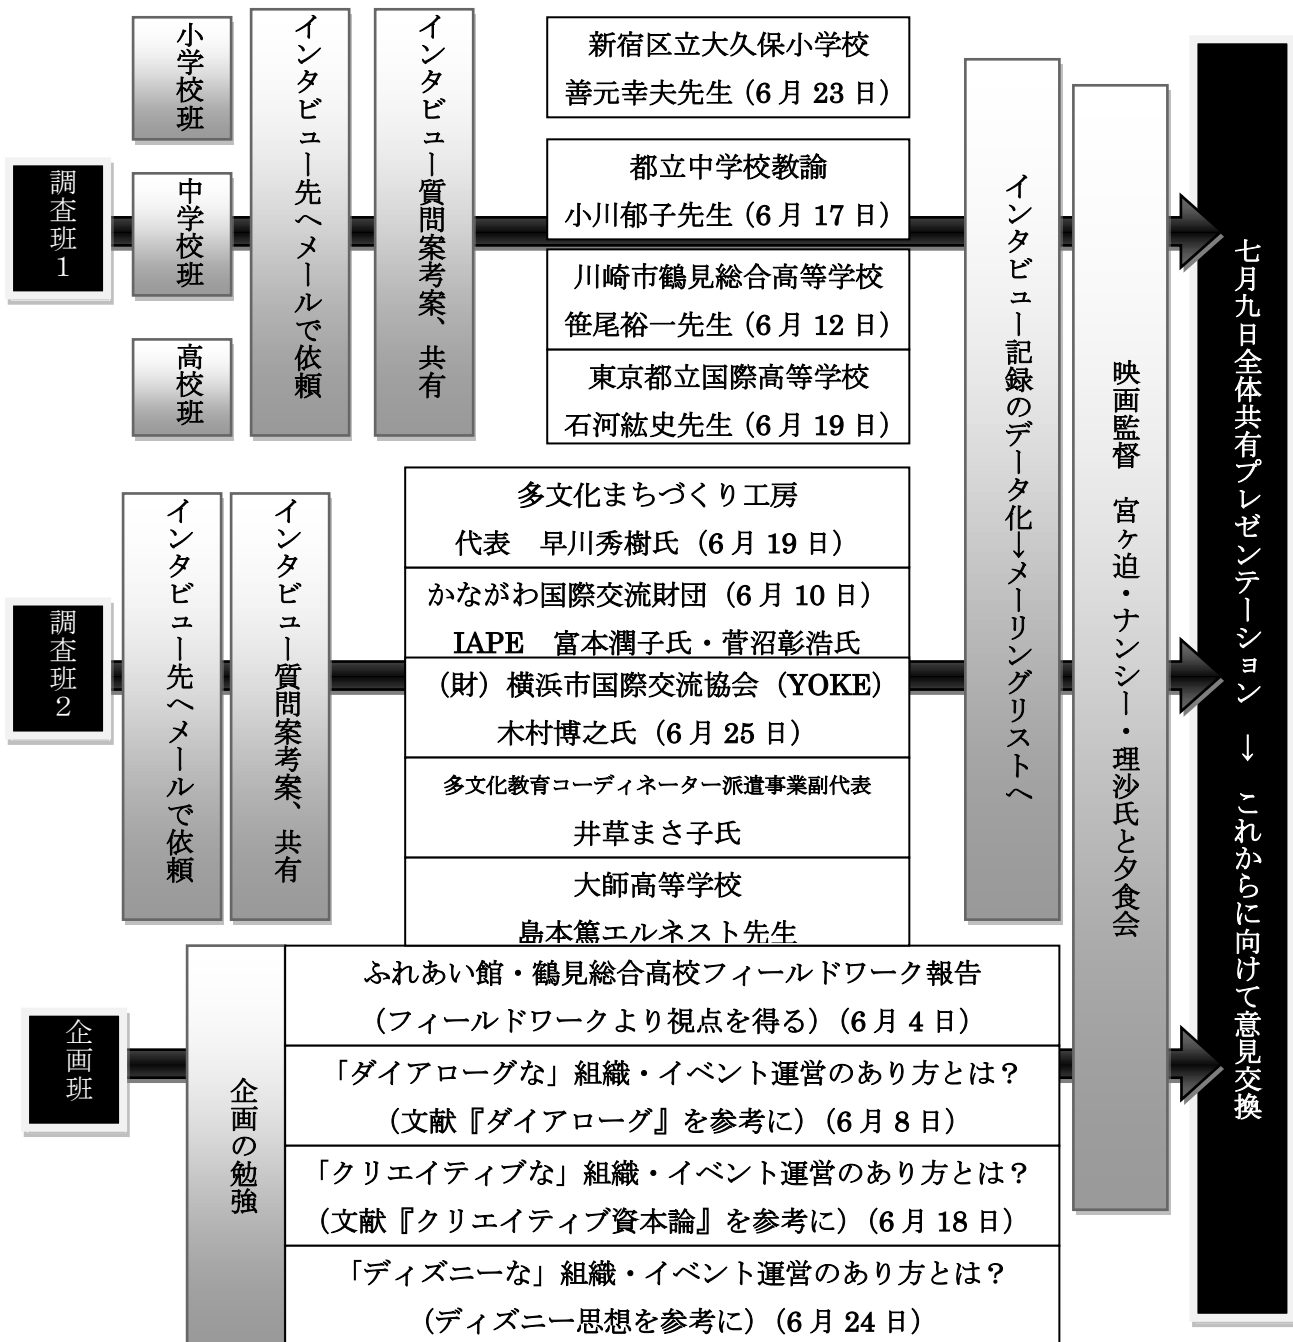 調査班1
小学校班
中学校班
高校班
インタビュー先へメールで依頼
インタビュー質問案考案、共有
新宿区立大久保小学校
善元幸夫先生（6月23日）
都立中学校教諭
小川郁子先生（6月17日）
川崎市鶴見総合高等学校
笹尾裕一先生（6月12日）
東京都立国際高等学校
石河紘史先生（6月19日）
調査班2
インタビュー先へメールで依頼
インタビュー質問案考案、共有
多文化まちづくり工房
代表　早川秀樹氏（6月19日）
かながわ国際交流財団（6月10日）
IAPE　富本潤子氏・菅沼彰浩氏
（財）横浜市国際交流協会（YOKE）
木村博之氏（6月25日）
多文化教育コーディネーター派遣事業副代表
井草まさ子氏
大師高等学校
島本篤エルネスト先生
企画班
企画の勉強
ふれあい館・鶴見総合高校フィールドワーク報告
（フィールドワークより視点を得る）（6月4日）
「ダイアローグな」組織・イベント運営のあり方とは？
（文献『ダイアローグ』を参考に）（6月8日）
「クリエイティブな」組織・イベント運営のあり方とは？
（文献『クリエイティブ資本論』を参考に）（6月18日）
「ディズニーな」組織・イベント運営のあり方とは？
（ディズニー思想を参考に）（6月24日）
インタビュー記録のデータ化→メーリングリストへ
映画監督　宮ヶ迫・ナンシー・理沙氏と夕食会
七月九日全体共有プレゼンテーション　→　これからに向けて意見交換